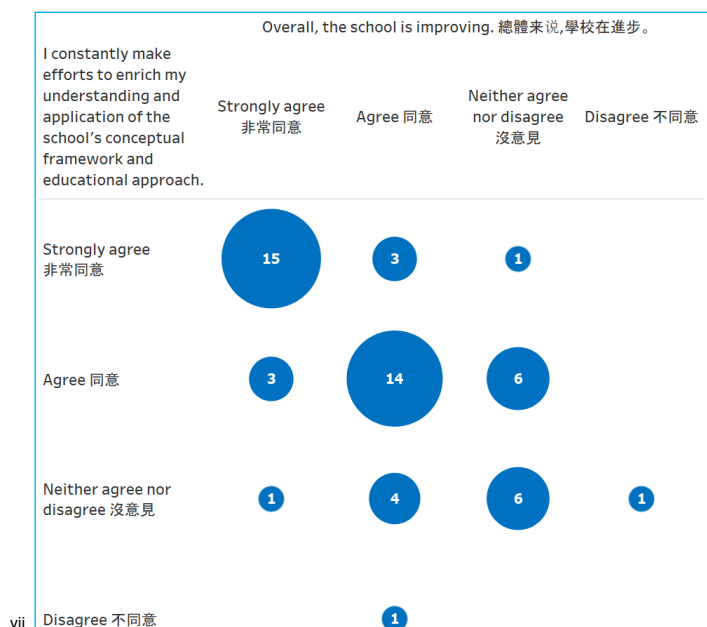 Overall, the school is improving. 總體来说,學校在進步。
I constantly make
efforts to enrich my
understanding and
application of the
school's conceptual
framework and
educational approach.
Strongly agree
非常同意
Agree 同意
Neither agree
nor disagree
沒意見
Disagree 不同意
Strongly agree
非常同意
15
3
1
Agree 同意
3
14
6
Neither agree nor
disagree 沒意見
1
4
6
1
vii
Disagree 不同意
1